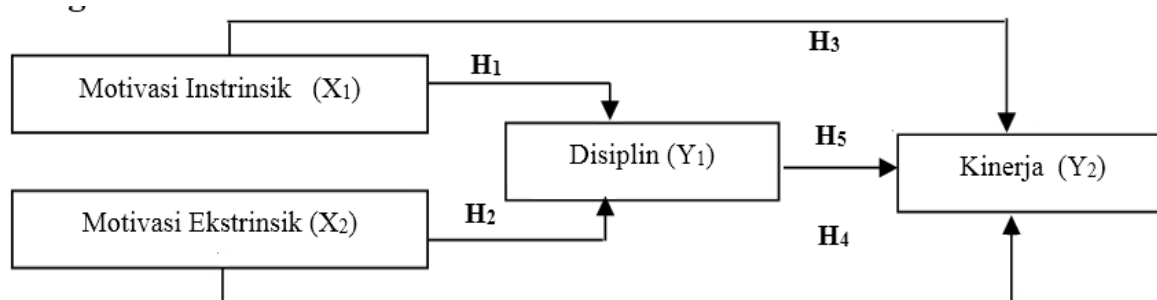 H3
Motivasi Instrinsik (X1)
H1
Disiplin (Y1)
H5
Kinerja (Y2)
Motivasi Ekstrinsik (X2)
H2
H4